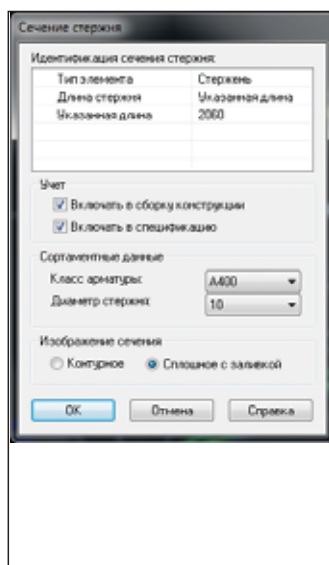 Сечение стержня
Идентификация сечения стержня:
Тип элемента Стержень
Длина стержня Указанная длина
Указанная длина 2060
Учет
Включать в сборку конструкции
Включать в спецификацию
Сортаментные данные
Класс арматуры: A400
Диаметр стержня: 10
Изображение сечения
Контурное Сплошное с заливкой
OK Отмена Справка